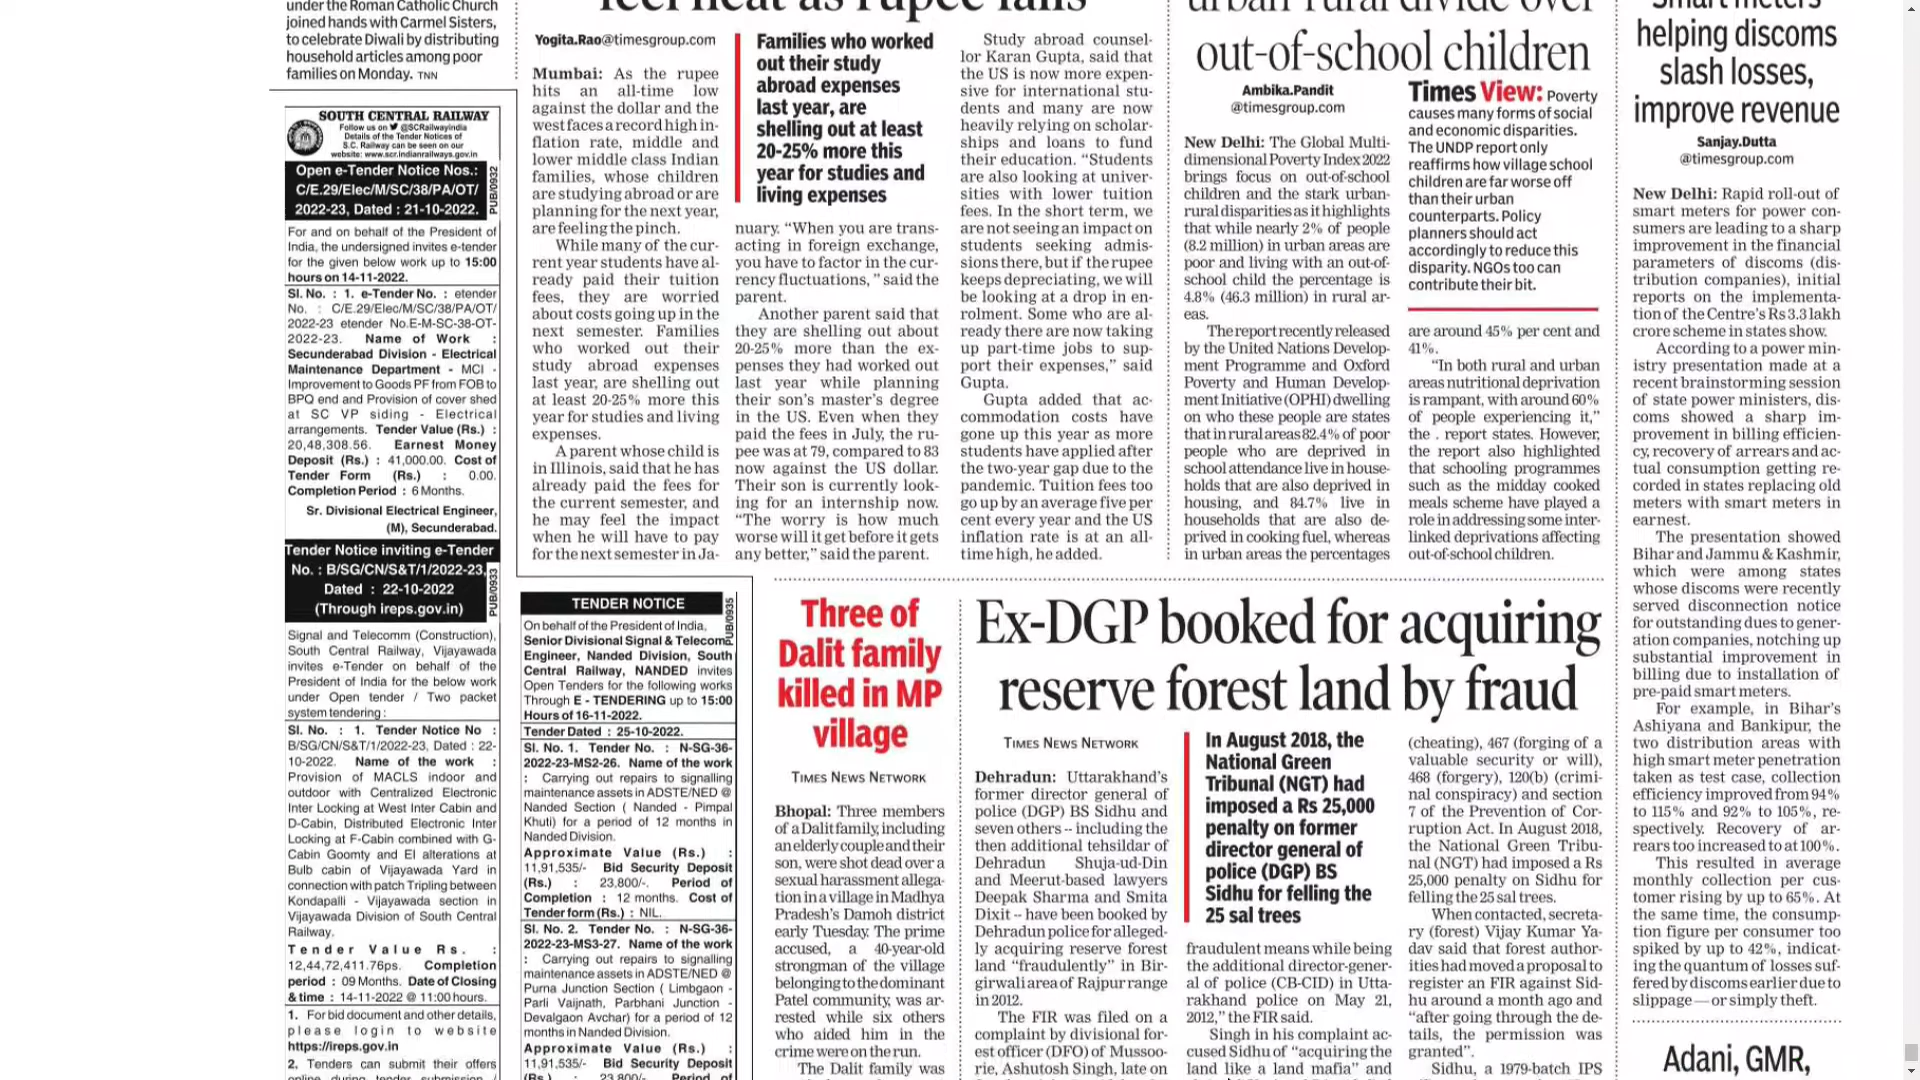 under the Roman Catholic Church
joined hands with Carmel Sisters,
to celebrate Diwali by distributing
household articles among poor
families on Monday. TNN
SOUTH CENTRAL RAILWAY
Follow us on @SCRailwayindia
Details of the Tender Notices of
S.C. Railway can be seen on our
website: www.scr.indianrailways.gov.in
Open e-Tender Notice Nos.:
C/E.29/Elec/M/SC/38/PA/OT/
2022-23, Dated : 21-10-2022.
PUB/0932
For and on behalf of the President of
India, the undersigned invites e-tender
for the given below work up to 15:00
hours on 14-11-2022.
Sl. No. : 1. e-Tender No. : etender
No. : C/E.29/Elec/M/SC/38/PA/OT/
2022-23 etender No.E-M-SC-38-OT-
2022-23. Name of Work :
Secunderabad Division - Electrical
Maintenance Department - MCI -
Improvement to Goods PF from FOB to
BPQ end and Provision of cover shed
at SC VP siding - Electrical
arrangements. Tender Value (Rs.) :
20,48,308.56. Earnest Money
Deposit (Rs.) : 41,000.00. Cost of
Tender Form (Rs.) : 0.00.
Completion Period : 6 Months.
Sr. Divisional Electrical Engineer,
(M), Secunderabad.
Tender Notice inviting e-Tender
No. : B/SG/CN/S&T/1/2022-23,
Dated : 22-10-2022
(Through ireps.gov.in)
PUB/0933
Signal and Telecomm (Construction),
South Central Railway, Vijayawada
invites e-Tender on behalf of the
President of India for the below work
under Open tender / Two packet
system tendering :
Sl. No. : 1. Tender Notice No :
B/SG/CN/S&T/1/2022-23, Dated : 22-
10-2022. Name of the work :
Provision of MACLS indoor and
outdoor with Centralized Electronic
Inter Locking at West Inter Cabin and
D-Cabin, Distributed Electronic Inter
Locking at F-Cabin combined with G-
Cabin Goomty and EI alterations at
Bulb cabin of Vijayawada Yard in
connection with patch Tripling between
Kondapalli - Vijayawada section in
Vijayawada Division of South Central
Railway.
Tender Value Rs. :
12,44,72,411.76ps. Completion
period : 09 Months. Date of Closing
& time : 14-11-2022 @ 11:00 hours.
1. For bid document and other details,
please login to website
https://ireps.gov.in
2. Tenders can submit their offers
online during tender submission /
feel heat as rupee falls
Yogita.Rao@timesgroup.com
Mumbai: As the rupee
hits an all-time low
against the dollar and the
west faces a record high in-
flation rate, middle and
lower middle class Indian
families, whose children
are studying abroad or are
planning for the next year,
are feeling the pinch.
While many of the cur-
rent year students have al-
ready paid their tuition
fees, they are worried
about costs going up in the
next semester. Families
who worked out their
study abroad expenses
last year, are shelling out
at least 20-25% more this
year for studies and living
expenses.
A parent whose child is
in Illinois, said that he has
already paid the fees for
the current semester, and
he may feel the impact
when he will have to pay
for the next semester in Ja-
Families who worked
out their study
abroad expenses
last year, are
shelling out at least
20-25% more this
year for studies and
living expenses
nuary. “When you are trans-
acting in foreign exchange,
you have to factor in the cur-
rency fluctuations, ” said the
parent.
Another parent said that
they are shelling out about
20-25% more than the ex-
penses they had worked out
last year while planning
their son’s master’s degree
in the US. Even when they
paid the fees in July, the ru-
pee was at 79, compared to 83
now against the US dollar.
Their son is currently look-
ing for an internship now.
“The worry is how much
worse will it get before it gets
any better,” said the parent.
Study abroad counsel-
lor Karan Gupta, said that
the US is now more expen-
sive for international stu-
dents and many are now
heavily relying on scholar-
ships and loans to fund
their education. “Students
are also looking at univer-
sities with lower tuition
fees. In the short term, we
are not seeing an impact on
students seeking admis-
sions there, but if the rupee
keeps depreciating, we will
be looking at a drop in en-
rolment. Some who are al-
ready there are now taking
up part-time jobs to sup-
port their expenses,” said
Gupta.
Gupta added that ac-
commodation costs have
gone up this year as more
students have applied after
the two-year gap due to the
pandemic. Tuition fees too
go up by an average five per
cent every year and the US
inflation rate is at an all-
time high, he added.
urban-rural divide over
out-of-school children
Ambika.Pandit
@timesgroup.com
New Delhi: The Global Multi-
dimensional Poverty Index 2022
brings focus on out-of-school
children and the stark urban-
rural disparities as it highlights
that while nearly 2% of people
(8.2 million) in urban areas are
poor and living with an out-of-
school child the percentage is
4.8% (46.3 million) in rural ar-
eas.
The report recently released
by the United Nations Develop-
ment Programme and Oxford
Poverty and Human Develop-
ment Initiative (OPHI) dwelling
on who these people are states
that in rural areas 82.4% of poor
people who are deprived in
school attendance live in house-
holds that are also deprived in
housing, and 84.7% live in
households that are also de-
prived in cooking fuel, whereas
in urban areas the percentages
Times View: Poverty
causes many forms of social
and economic disparities.
The UNDP report only
reaffirms how village school
children are far worse off
than their urban
counterparts. Policy
planners should act
accordingly to reduce this
disparity. NGOs too can
contribute their bit.
are around 45% per cent and
41%.
“In both rural and urban
areas nutritional deprivation
is rampant, with around 60%
of people experiencing it,”
the . report states. However,
the report also highlighted
that schooling programmes
such as the midday cooked
meals scheme have played a
role in addressing some inter-
linked deprivations affecting
out-of-school children.
Smart meters
helping discoms
slash losses,
improve revenue
Sanjay.Dutta
@timesgroup.com
New Delhi: Rapid roll-out of
smart meters for power con-
sumers are leading to a sharp
improvement in the financial
parameters of discoms (dis-
tribution companies), initial
reports on the implementa-
tion of the Centre’s Rs 3.3 lakh
crore scheme in states show.
According to a power min-
istry presentation made at a
recent brainstorming session
of state power ministers, dis-
coms showed a sharp im-
provement in billing efficien-
cy, recovery of arrears and ac-
tual consumption getting re-
corded in states replacing old
meters with smart meters in
earnest.
The presentation showed
Bihar and Jammu & Kashmir,
which were among states
whose discoms were recently
served disconnection notice
for outstanding dues to gener-
ation companies, notching up
substantial improvement in
billing due to installation of
pre-paid smart meters.
For example, in Bihar’s
Ashiyana and Bankipur, the
two distribution areas with
high smart meter penetration
taken as test case, collection
efficiency improved from 94%
to 115% and 92% to 105%, re-
spectively. Recovery of ar-
rears too increased to at 100%.
This resulted in average
monthly collection per cus-
tomer rising by up to 65%. At
the same time, the consump-
tion figure per consumer too
spiked by up to 42%, indicat-
ing the quantum of losses suf-
fered by discoms earlier due to
slippage — or simply theft.
Adani, GMR,
TENDER NOTICE
PUB/0935
On behalf of the President of India,
Senior Divisional Signal & Telecom
Engineer, Nanded Division, South
Central Railway, NANDED invites
Open Tenders for the following works
Through E - TENDERING up to 15:00
Hours of 16-11-2022.
Tender Dated : 25-10-2022.
Sl. No. 1. Tender No. : N-SG-36-
2022-23-MS2-26. Name of the work
: Carrying out repairs to signalling
maintenance assets in ADSTE/NED @
Nanded Section ( Nanded - Pimpal
Khuti) for a period of 12 months in
Nanded Division.
Approximate Value (Rs.) :
11,91,535/- Bid Security Deposit
(Rs.) : 23,800/-. Period of
Completion : 12 months. Cost of
Tender form (Rs.) : NIL.
Sl. No. 2. Tender No. : N-SG-36-
2022-23-MS3-27. Name of the work
: Carrying out repairs to signalling
maintenance assets in ADSTE/NED @
Purna Junction Section ( Limbgaon -
Parli Vaijnath, Parbhani Junction -
Devalgaon Avchar) for a period of 12
months in Nanded Division.
Approximate Value (Rs.) :
11,91,535/- Bid Security Deposit
(Rs.) : 23,800/-. Period of
Three of
Dalit family
killed in MP
village
TIMES NEWS NETWORK
Bhopal: Three members
of a Dalit family, including
an elderly couple and their
son, were shot dead over a
sexual harassment allega-
tion in a village in Madhya
Pradesh’s Damoh district
early Tuesday. The prime
accused, a 40-year-old
strongman of the village
belonging to the dominant
Patel community, was ar-
rested while six others
who aided him in the
crime were on the run.
The Dalit family was
Ex-DGP booked for acquiring
reserve forest land by fraud
TIMES NEWS NETWORK
Dehradun: Uttarakhand’s
former director general of
police (DGP) BS Sidhu and
seven others -- including the
then additional tehsildar of
Dehradun Shuja-ud-Din
and Meerut-based lawyers
Deepak Sharma and Smita
Dixit -- have been booked by
Dehradun police for alleged-
ly acquiring reserve forest
land “fraudulently” in Bir-
girwali area of Rajpur range
in 2012.
The FIR was filed on a
complaint by divisional for-
est officer (DFO) of Mussoo-
rie, Ashutosh Singh, late on
In August 2018, the
National Green
Tribunal (NGT) had
imposed a Rs 25,000
penalty on former
director general of
police (DGP) BS
Sidhu for felling the
25 sal trees
fraudulent means while being
the additional director-gener-
al of police (CB-CID) in Utta-
rakhand police on May 21,
2012,” the FIR said.
Singh in his complaint ac-
cused Sidhu of “acquiring the
land like a land mafia” and
(cheating), 467 (forging of a
valuable security or will),
468 (forgery), 120(b) (crimi-
nal conspiracy) and section
7 of the Prevention of Cor-
ruption Act. In August 2018,
the National Green Tribu-
nal (NGT) had imposed a Rs
25,000 penalty on Sidhu for
felling the 25 sal trees.
When contacted, secreta-
ry (forest) Vijay Kumar Ya-
dav said that forest author-
ities had moved a proposal to
register an FIR against Sid-
hu around a month ago and
“after going through the de-
tails, the permission was
granted”.
Sidhu, a 1979-batch IPS